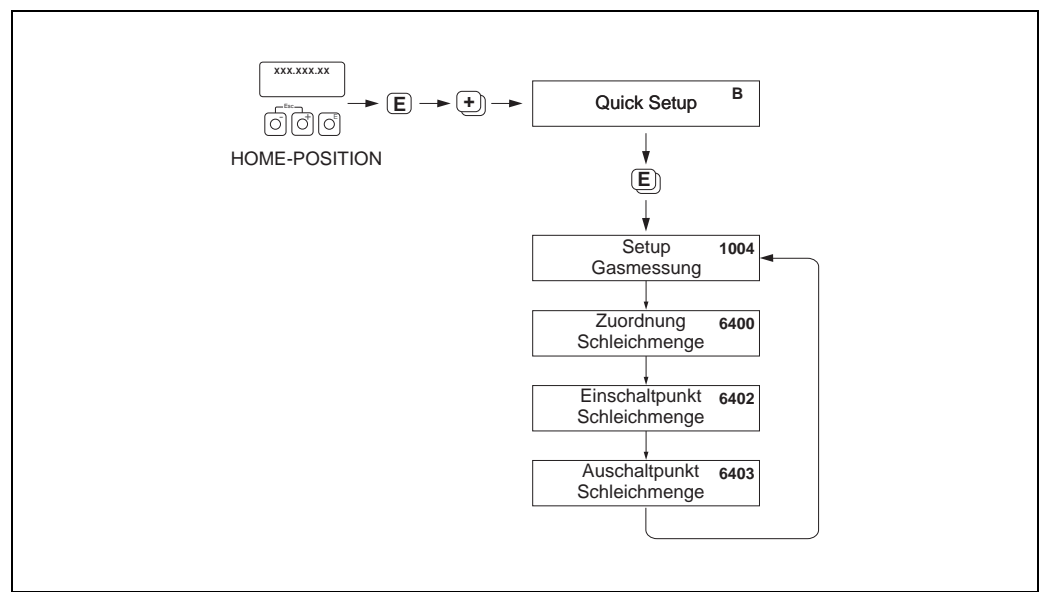 xxx.xxx.xx
Esc
- + E
HOME-POSITION
E
+
Quick Setup B
E
Setup 1004
Gasmessung
Zuordnung 6400
Schleichmenge
Einschaltpunkt 6402
Schleichmenge
Auschaltpunkt 6403
Schleichmenge